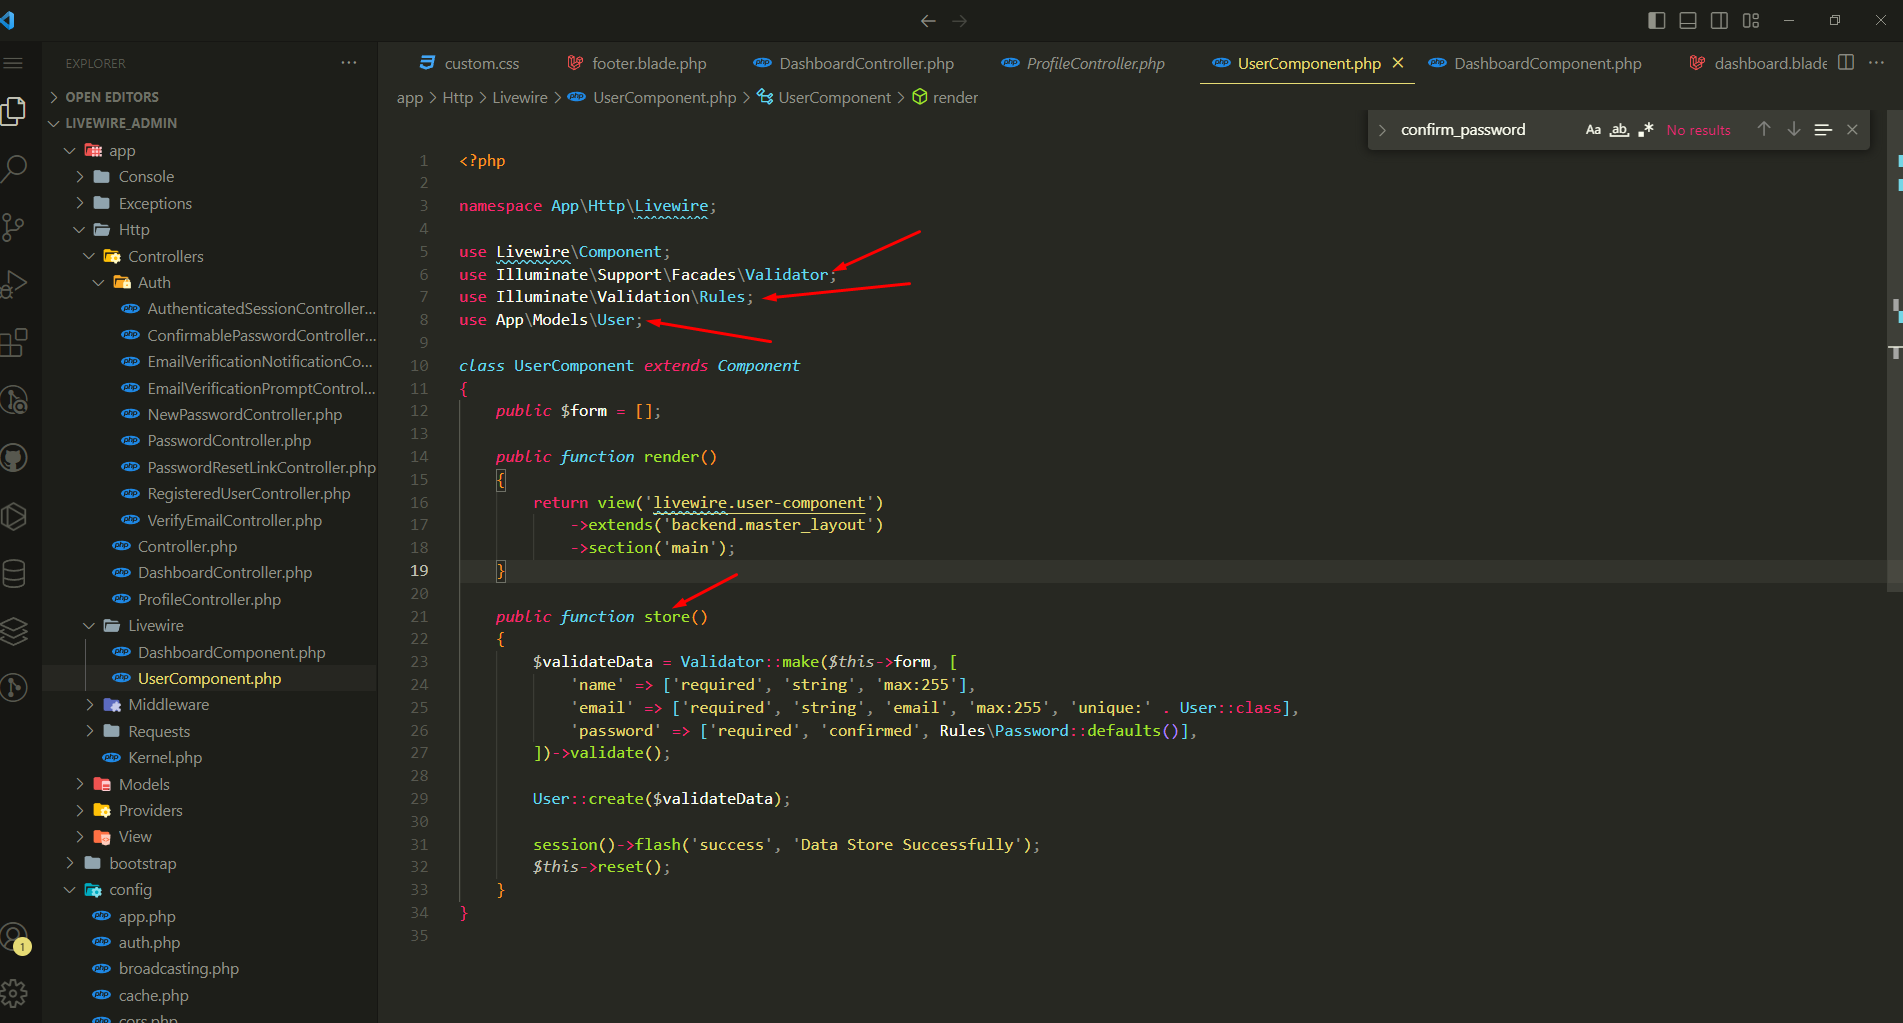 EXPLORER
OPEN EDITORS
LIVEWIRE_ADMIN
app
Console
Exceptions
Http
Controllers
Auth
AuthenticatedSessionController...
ConfirmablePasswordController...
EmailVerificationNotificationCo...
EmailVerificationPromptControl...
NewPasswordController.php
PasswordController.php
PasswordResetLinkController.php
RegisteredUserController.php
VerifyEmailController.php
Controller.php
DashboardController.php
ProfileController.php
Livewire
DashboardComponent.php
UserComponent.php
Middleware
Requests
Kernel.php
Models
Providers
View
bootstrap
config
app.php
auth.php
broadcasting.php
cache.php
cors.php
1
custom.css footer.blade.php DashboardController.php ProfileController.php UserComponent.php DashboardComponent.php dashboard.blade
app > Http > Livewire > UserComponent.php > UserComponent > render
confirm_password Aa ab .* No results
1 <?php
2
3 namespace App\Http\Livewire;
4
5 use Livewire\Component;
6 use Illuminate\Support\Facades\Validator;
7 use Illuminate\Validation\Rules;
8 use App\Models\User;
9
10 class UserComponent extends Component
11 {
12 public $form = [];
13
14 public function render()
15 {
16 return view('livewire.user-component')
17 ->extends('backend.master_layout')
18 ->section('main');
19 }
20
21 public function store()
22 {
23 $validateData = Validator::make($this->form, [
24 'name' => ['required', 'string', 'max:255'],
25 'email' => ['required', 'string', 'email', 'max:255', 'unique:' . User::class],
26 'password' => ['required', 'confirmed', Rules\Password::defaults()],
27 ])->validate();
28
29 User::create($validateData);
30
31 session()->flash('success', 'Data Store Successfully');
32 $this->reset();
33 }
34 }
35